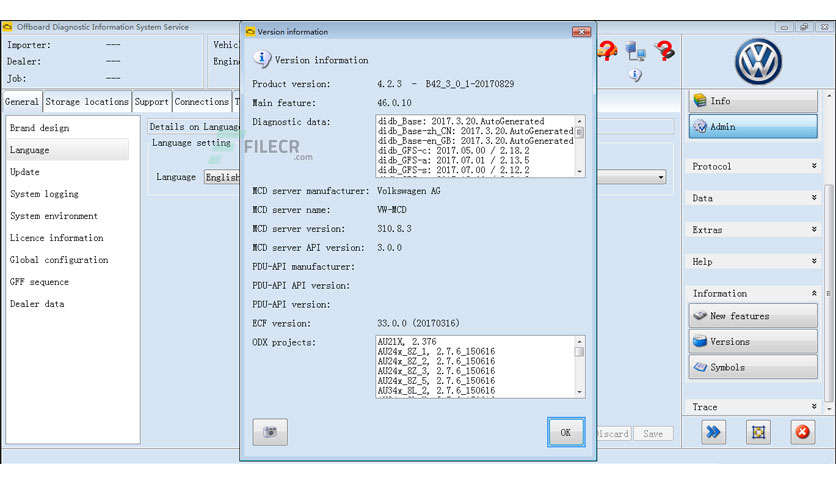 Offboard Diagnostic Information System Service
Importer: ---
Dealer: ---
Job: ---
General
Storage locations
Support
Connections
Brand design
Language
Update
System logging
System environment
Licence information
Global configuration
GFF sequence
Dealer data
Details on Language
Language setting
Language
English
FILECR
.com
Version information
Version information
Product version: 4.2.3 - B42_3_0_1-20170829
Main feature: 46.0.10
Diagnostic data:
didb_Base: 2017.3.20.AutoGenerated
didb_Base-zh_CN: 2017.3.20.AutoGenerated
didb_Base-en_GB: 2017.3.20.AutoGenerated
didb_GFS-c: 2017.05.00 / 2.13.2
didb_GFS-a: 2017.07.01 / 2.13.5
didb_GFS-s: 2017.07.00 / 2.12.2
MCD server manufacturer: Volkswagen AG
MCD server name: VW-MCD
MCD server version: 310.8.3
MCD server API version: 3.0.0
PDU-API manufacturer:
PDU-API API version:
PDU-API version:
ECF version: 33.0.0 (20170316)
ODX projects:
AU21X, 2.376
AU24x_8Z_1, 2.7.6_150616
AU24x_8Z_2, 2.7.6_150616
AU24x_8Z_3, 2.7.6_150616
AU24x_8Z_5, 2.7.6_150616
AU34x_8L_2, 2.7.6_150616
OK
Discard
Save
Info
Admin
Protocol
Data
Extras
Help
Information
New features
Versions
Symbols
Trace